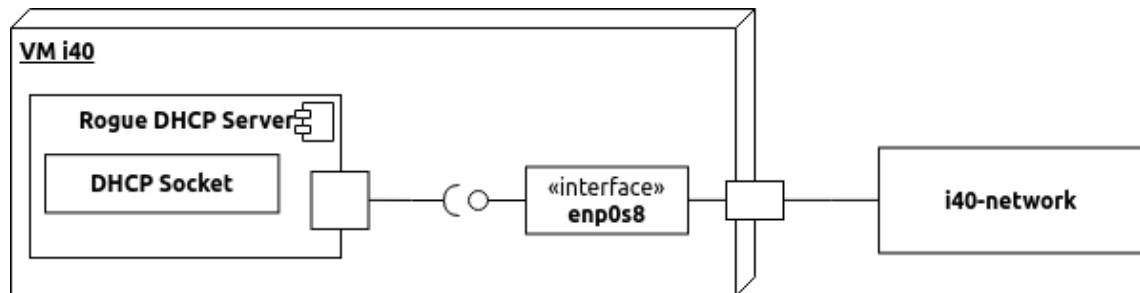 VM i40
Rogue DHCP Server
DHCP Socket
«interface»
enp0s8
i40-network